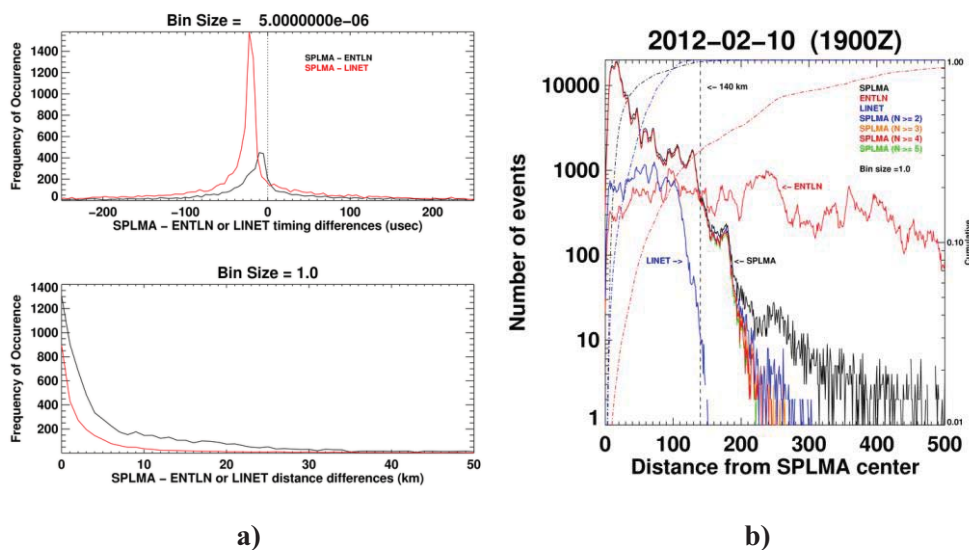 Bin Size = 5.0000000e-06
1400
1200
1000
800
600
400
200
0
Frequency of Occurence
SPLMA - ENTLN
SPLMA - LINET
-200 -100 0 100 200
SPLMA - ENTLN or LINET timing differences (usec)
Bin Size = 1.0
1400
1200
1000
800
600
400
200
0
Frequency of Occurence
0 10 20 30 40 50
SPLMA - ENTLN or LINET distance differences (km)
a)
2012-02-10 (1900Z)
10000
1000
100
10
1
Number of events
<- 140 km
SPLMA
ENTLN
LINET
SPLMA (N >= 2)
SPLMA (N >= 3)
SPLMA (N >= 4)
SPLMA (N >= 5)
Bin size =1.0
<-ENTLN
LINET ->
<-SPLMA
1.00
0.10
0.01
Cumulative
0 100 200 300 400 500
Distance from SPLMA center
b)